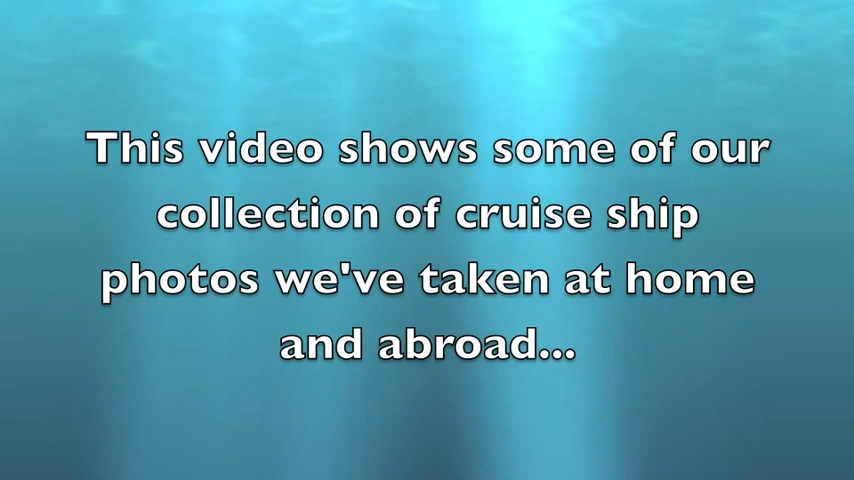 This video shows some of our
collection of cruise ship
photos we've taken at home
and abroad...